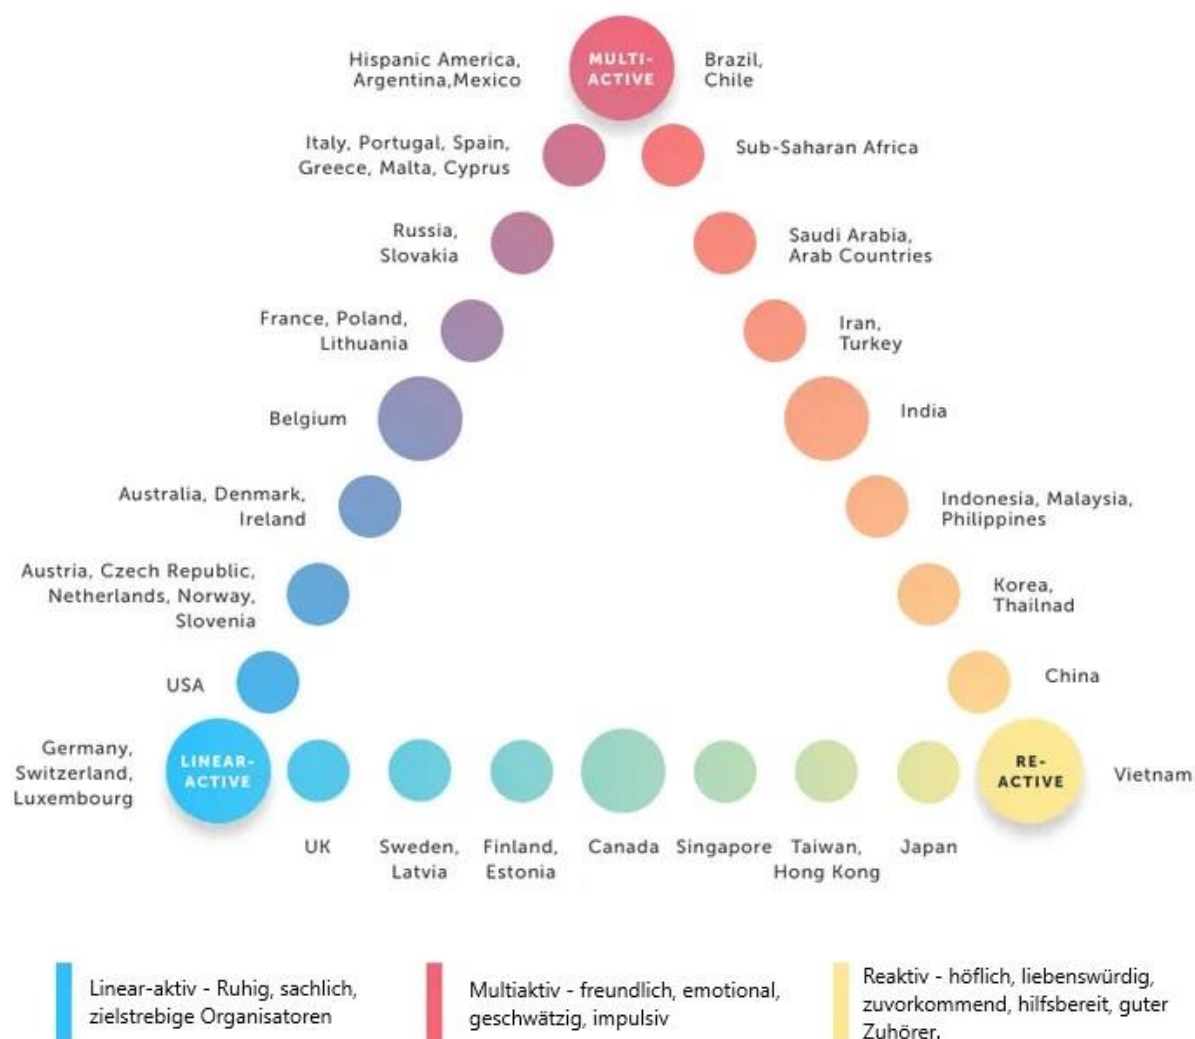 Hispanic America,
Argentina,Mexico
MULTI-
ACTIVE
Brazil,
Chile
Italy, Portugal, Spain,
Greece, Malta, Cyprus
Sub-Saharan Africa
Russia,
Slovakia
Saudi Arabia,
Arab Countries
France, Poland,
Lithuania
Iran,
Turkey
Belgium
India
Australia, Denmark,
Ireland
Indonesia, Malaysia,
Philippines
Austria, Czech Republic,
Netherlands, Norway,
Slovenia
Korea,
Thailnad
USA
China
Germany,
Switzerland,
Luxembourg
LINEAR-
ACTIVE
RE-
ACTIVE
Vietnam
UK
Sweden,
Latvia
Finland,
Estonia
Canada
Singapore
Taiwan,
Hong Kong
Japan
Linear-aktiv - Ruhig, sachlich,
zielstrebige Organisatoren
Multiaktiv - freundlich, emotional,
geschwätzig, impulsiv
Reaktiv - höflich, liebenswürdig,
zuvorkommend, hilfsbereit, guter
Zuhörer.